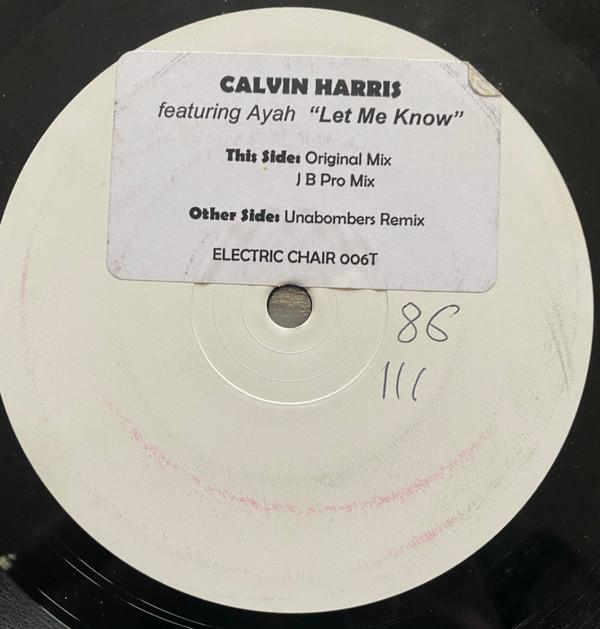 CALVIN HARRIS
featuring Ayah "Let Me Know"
This Side: Original Mix
J B Pro Mix
Other Side: Unabombers Remix
ELECTRIC CHAIR 006T
86
111